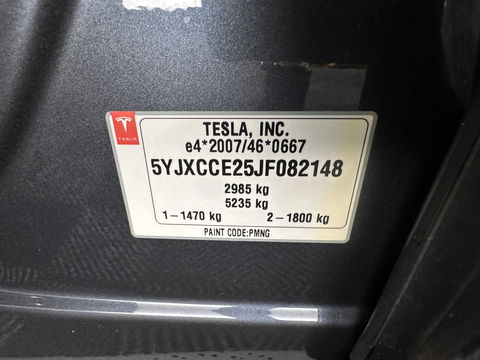 TESLA
TESLA, INC.
e4*2007/46*0667
5YJXCCE25JF082148
2985 kg
5235 kg
1-1470 kg 2-1800 kg
PAINT CODE:PMNG